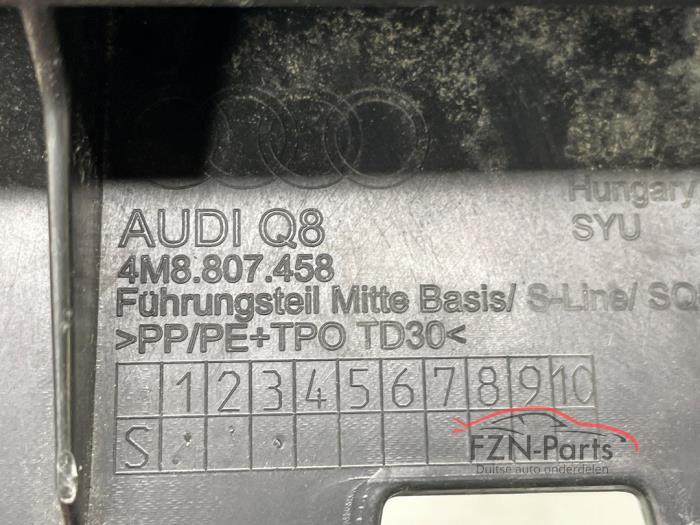 Hungary
AUDI Q8
SYU
4M8.807.458
Führungsteil Mitte Basis/ S-Line/ SQ
>PP/PE+TPO TD30<
1 2 3 4 5 6 7 8 9 10
S
FZN-Parts
Duitse auto onderdelen